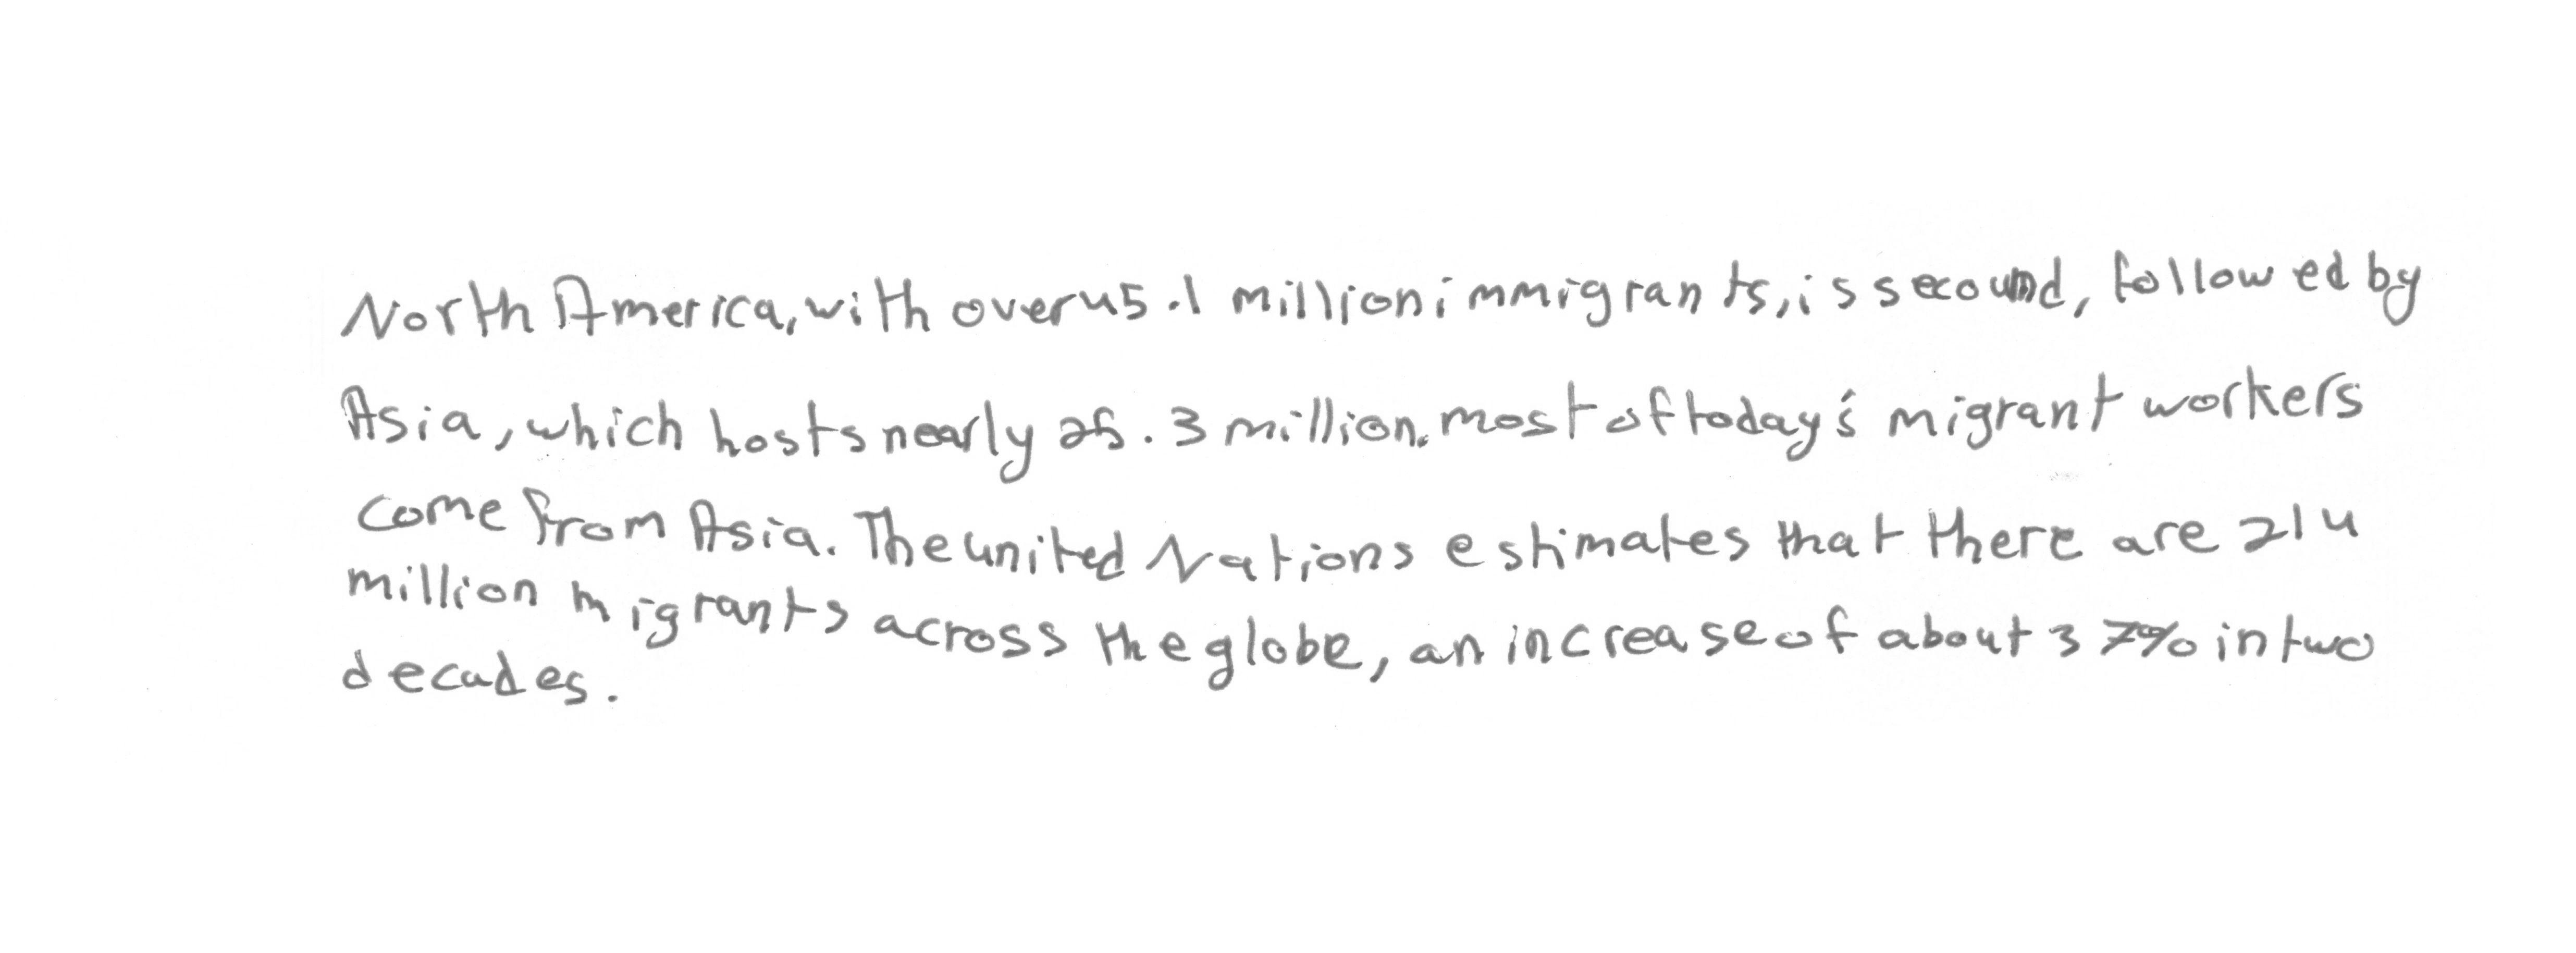 North America, with over 45.1 million immigrants, is secound, followed by
Asia, which hosts nearly 25.3 million. most of today's migrant workers
come from Asia. The united Nations estimates that there are 214
million migrants across the globe, an increase of about 37% in two
decades.